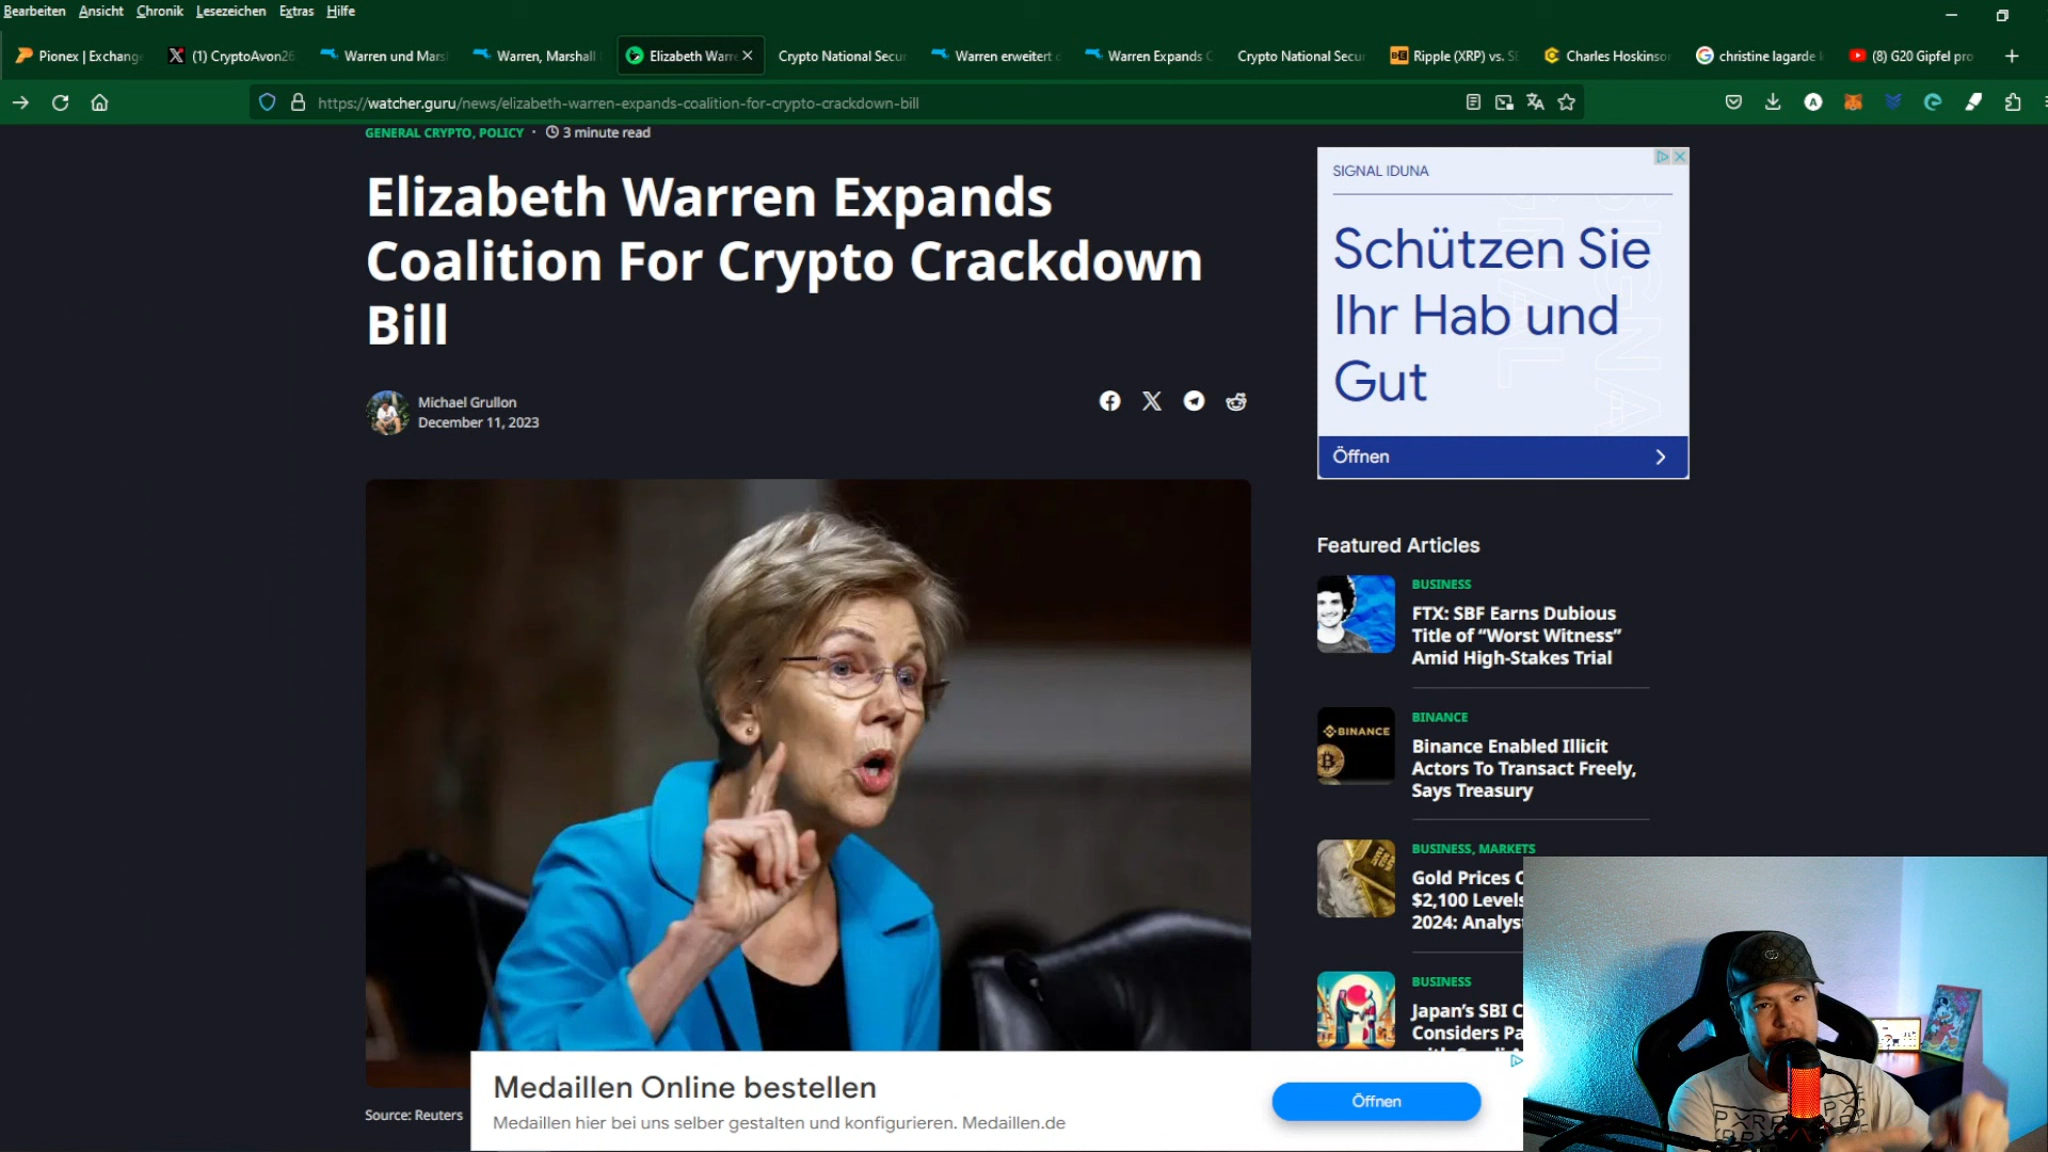 Bearbeiten Ansicht Chronik Lesezeichen Extras Hilfe
Pionex | Exchange
(1) CryptoAvon26
Warren und Mars
Warren, Marshall
Elizabeth Warre
Crypto National Secu
Warren erweitert
Warren Expands C
Crypto National Secu
Ripple (XRP) vs. S
Charles Hoskinson
christine lagarde
(8) G20 Gipfel pro
https://watcher.guru/news/elizabeth-warren-expands-coalition-for-crypto-crackdown-bill
GENERAL CRYPTO, POLICY · 3 minute read
Elizabeth Warren Expands
Coalition For Crypto Crackdown
Bill
Michael Grullon
December 11, 2023
SIGNAL IDUNA
Schützen Sie
Ihr Hab und
Gut
Öffnen
Featured Articles
BUSINESS
FTX: SBF Earns Dubious
Title of “Worst Witness”
Amid High-Stakes Trial
BINANCE
BINANCE
Binance Enabled Illicit
Actors To Transact Freely,
Says Treasury
BUSINESS, MARKETS
Gold Prices
$2,100 Levels
2024: Analys
BUSINESS
Japan’s SBI C
Considers Pa
Source: Reuters
Medaillen Online bestellen
Medaillen hier bei uns selber gestalten und konfigurieren. Medaillen.de
Öffnen